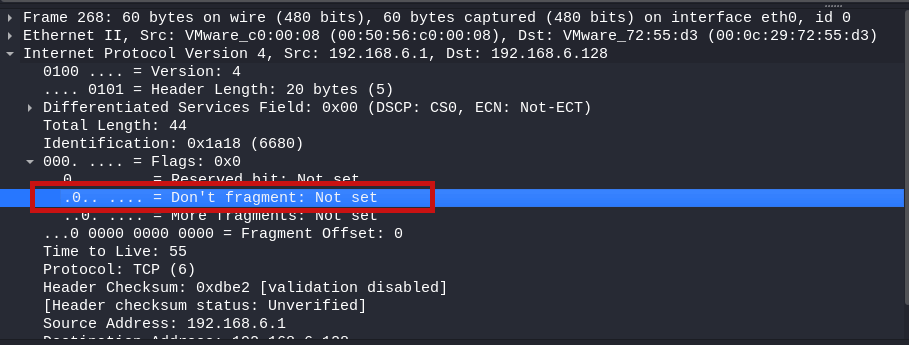 Frame 268: 60 bytes on wire (480 bits), 60 bytes captured (480 bits) on interface eth0, id 0
Ethernet II, Src: VMware_c0:00:08 (00:50:56:c0:00:08), Dst: VMware_72:55:d3 (00:0c:29:72:55:d3)
Internet Protocol Version 4, Src: 192.168.6.1, Dst: 192.168.6.128
0100 .... = Version: 4
.... 0101 = Header Length: 20 bytes (5)
Differentiated Services Field: 0x00 (DSCP: CS0, ECN: Not-ECT)
Total Length: 44
Identification: 0x1a18 (6680)
000. .... = Flags: 0x0
0... .... = Reserved bit: Not set
.0.. .... = Don't fragment: Not set
..0. .... = More fragments: Not set
...0 0000 0000 0000 = Fragment Offset: 0
Time to Live: 55
Protocol: TCP (6)
Header Checksum: 0xdbe2 [validation disabled]
[Header checksum status: Unverified]
Source Address: 192.168.6.1
Destination Address: 192.168.6.128